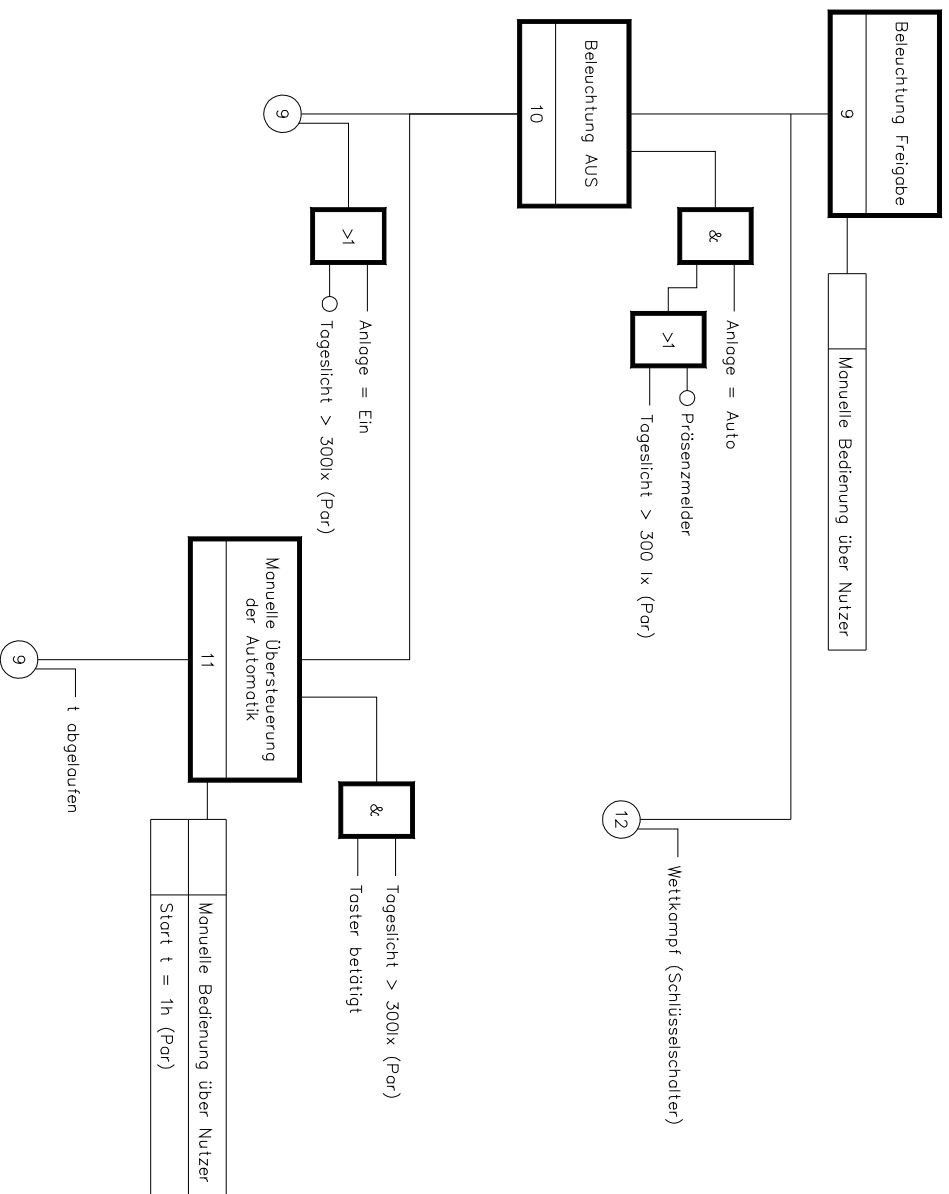 Beleuchtung Freigabe
9
Manuelle Bedienung über Nutzer
Beleuchtung AUS
10
&
Anlage = Auto
>1
Präsenzmelder
Tageslicht > 300 lx (Par)
12
Wettkampf (Schlüsselschalter)
9
>1
Anlage = Ein
Tageslicht > 300lx (Par)
Manuelle Übersteuerung
der Automatik
11
&
Tageslicht > 300lx (Par)
Taster betätigt
Manuelle Bedienung über Nutzer
Start t = 1h (Par)
9
t abgelaufen